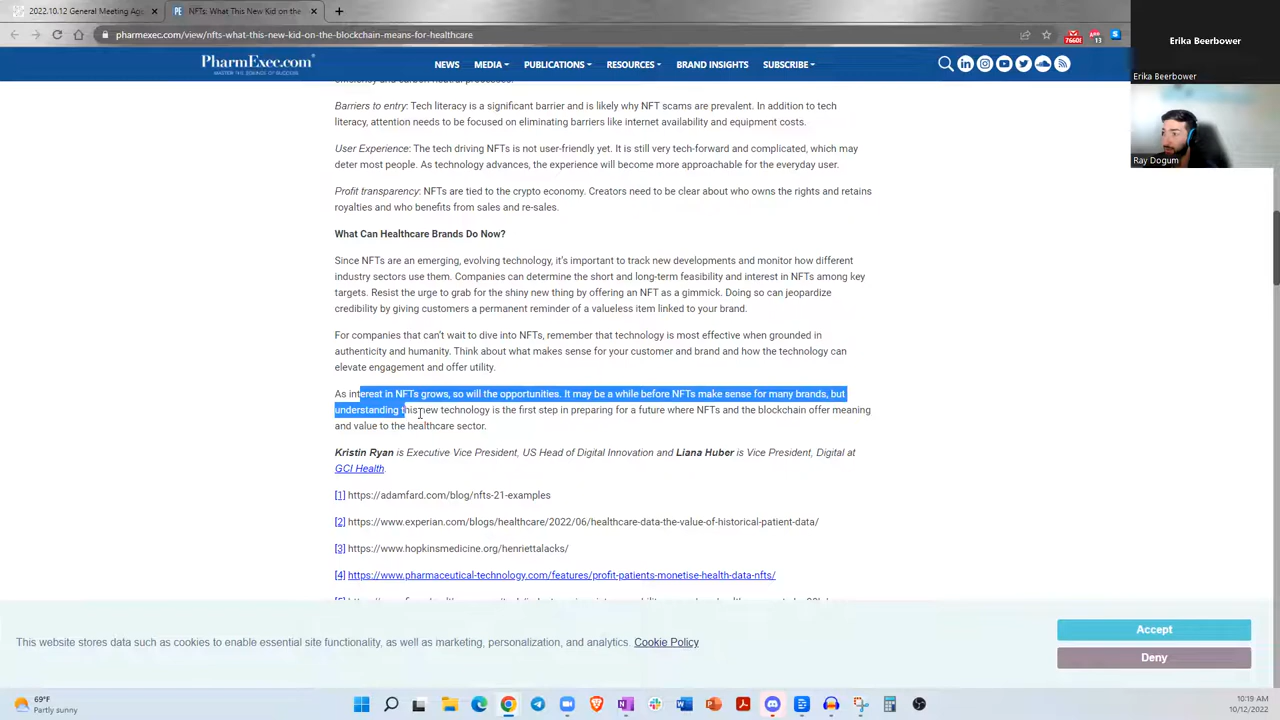 2022.10.12 General Meeting Age
NFTs: What This New Kid on the
pharmexec.com/view/nfts-what-this-new-kid-on-the-blockchain-means-for-healthcare
Erika Beerbower
Erika Beerbower
Ray Dogum
PharmExec.com
NEWS MEDIA PUBLICATIONS RESOURCES BRAND INSIGHTS SUBSCRIBE
efficiency and carbon neutral processes.
Barriers to entry: Tech literacy is a significant barrier and is likely why NFT scams are prevalent. In addition to tech
literacy, attention needs to be focused on eliminating barriers like internet availability and equipment costs.
User Experience: The tech driving NFTs is not user-friendly yet. It is still very tech-forward and complicated, which may
deter most people. As technology advances, the experience will become more approachable for the everyday user.
Profit transparency: NFTs are tied to the crypto economy. Creators need to be clear about who owns the rights and retains
royalties and who benefits from sales and re-sales.
What Can Healthcare Brands Do Now?
Since NFTs are an emerging, evolving technology, it's important to track new developments and monitor how different
industry sectors use them. Companies can determine the short and long-term feasibility and interest in NFTs among key
targets. Resist the urge to grab for the shiny new thing by offering an NFT as a gimmick. Doing so can jeopardize
credibility by giving customers a permanent reminder of a valueless item linked to your brand.
For companies that can't wait to dive into NFTs, remember that technology is most effective when grounded in
authenticity and humanity. Think about what makes sense for your customer and brand and how the technology can
elevate engagement and offer utility.
As interest in NFTs grows, so will the opportunities. It may be a while before NFTs make sense for many brands, but
understanding this new technology is the first step in preparing for a future where NFTs and the blockchain offer meaning
and value to the healthcare sector.
Kristin Ryan is Executive Vice President, US Head of Digital Innovation and Liana Huber is Vice President, Digital at
GCI Health.
[1] https://adamfard.com/blog/nfts-21-examples
[2] https://www.experian.com/blogs/healthcare/2022/06/healthcare-data-the-value-of-historical-patient-data/
[3] https://www.hopkinsmedicine.org/henriettalacks/
[4] https://www.pharmaceutical-technology.com/features/profit-patients-monetise-health-data-nfts/
This website stores data such as cookies to enable essential site functionality, as well as marketing, personalization, and analytics. Cookie Policy
Accept
Deny
69°F
Partly sunny
10:19 AM
10/12/2022